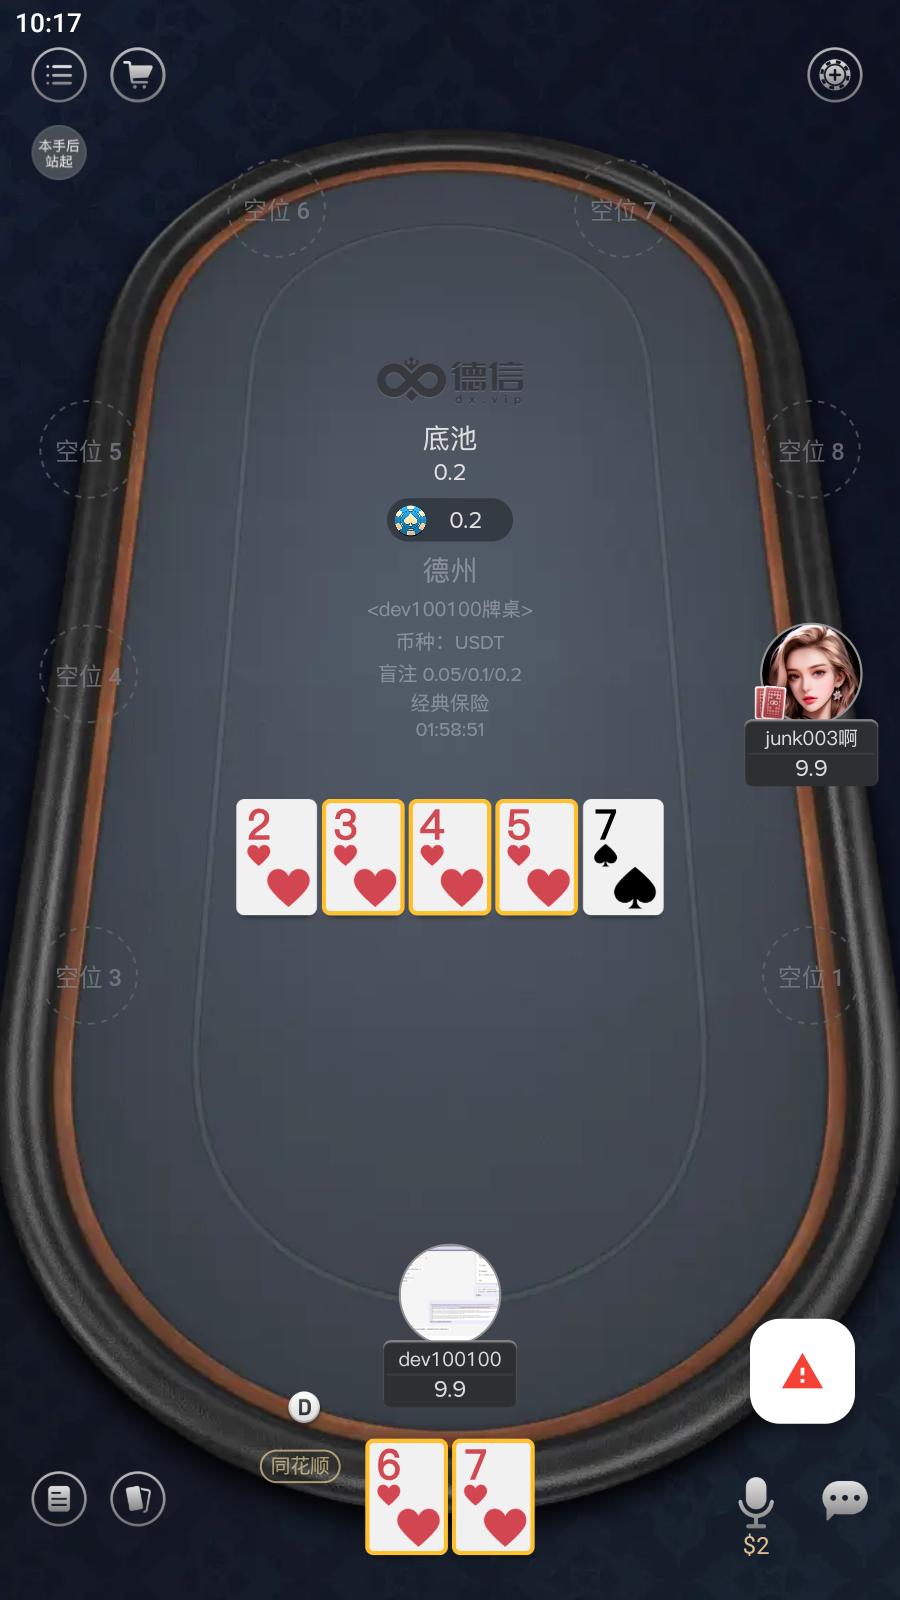 10:17
本手后
站起
空位 6
空位 7
德信
dx.vip
底池
0.2
0.2
空位 5
空位 8
德州
<dev100100牌桌>
币种：USDT
盲注 0.05/0.1/0.2
经典保险
01:58:51
空位 4
junk003啊
9.9
2
3
4
5
7
空位 3
空位 1
dev100100
9.9
D
同花顺
6
7
$2